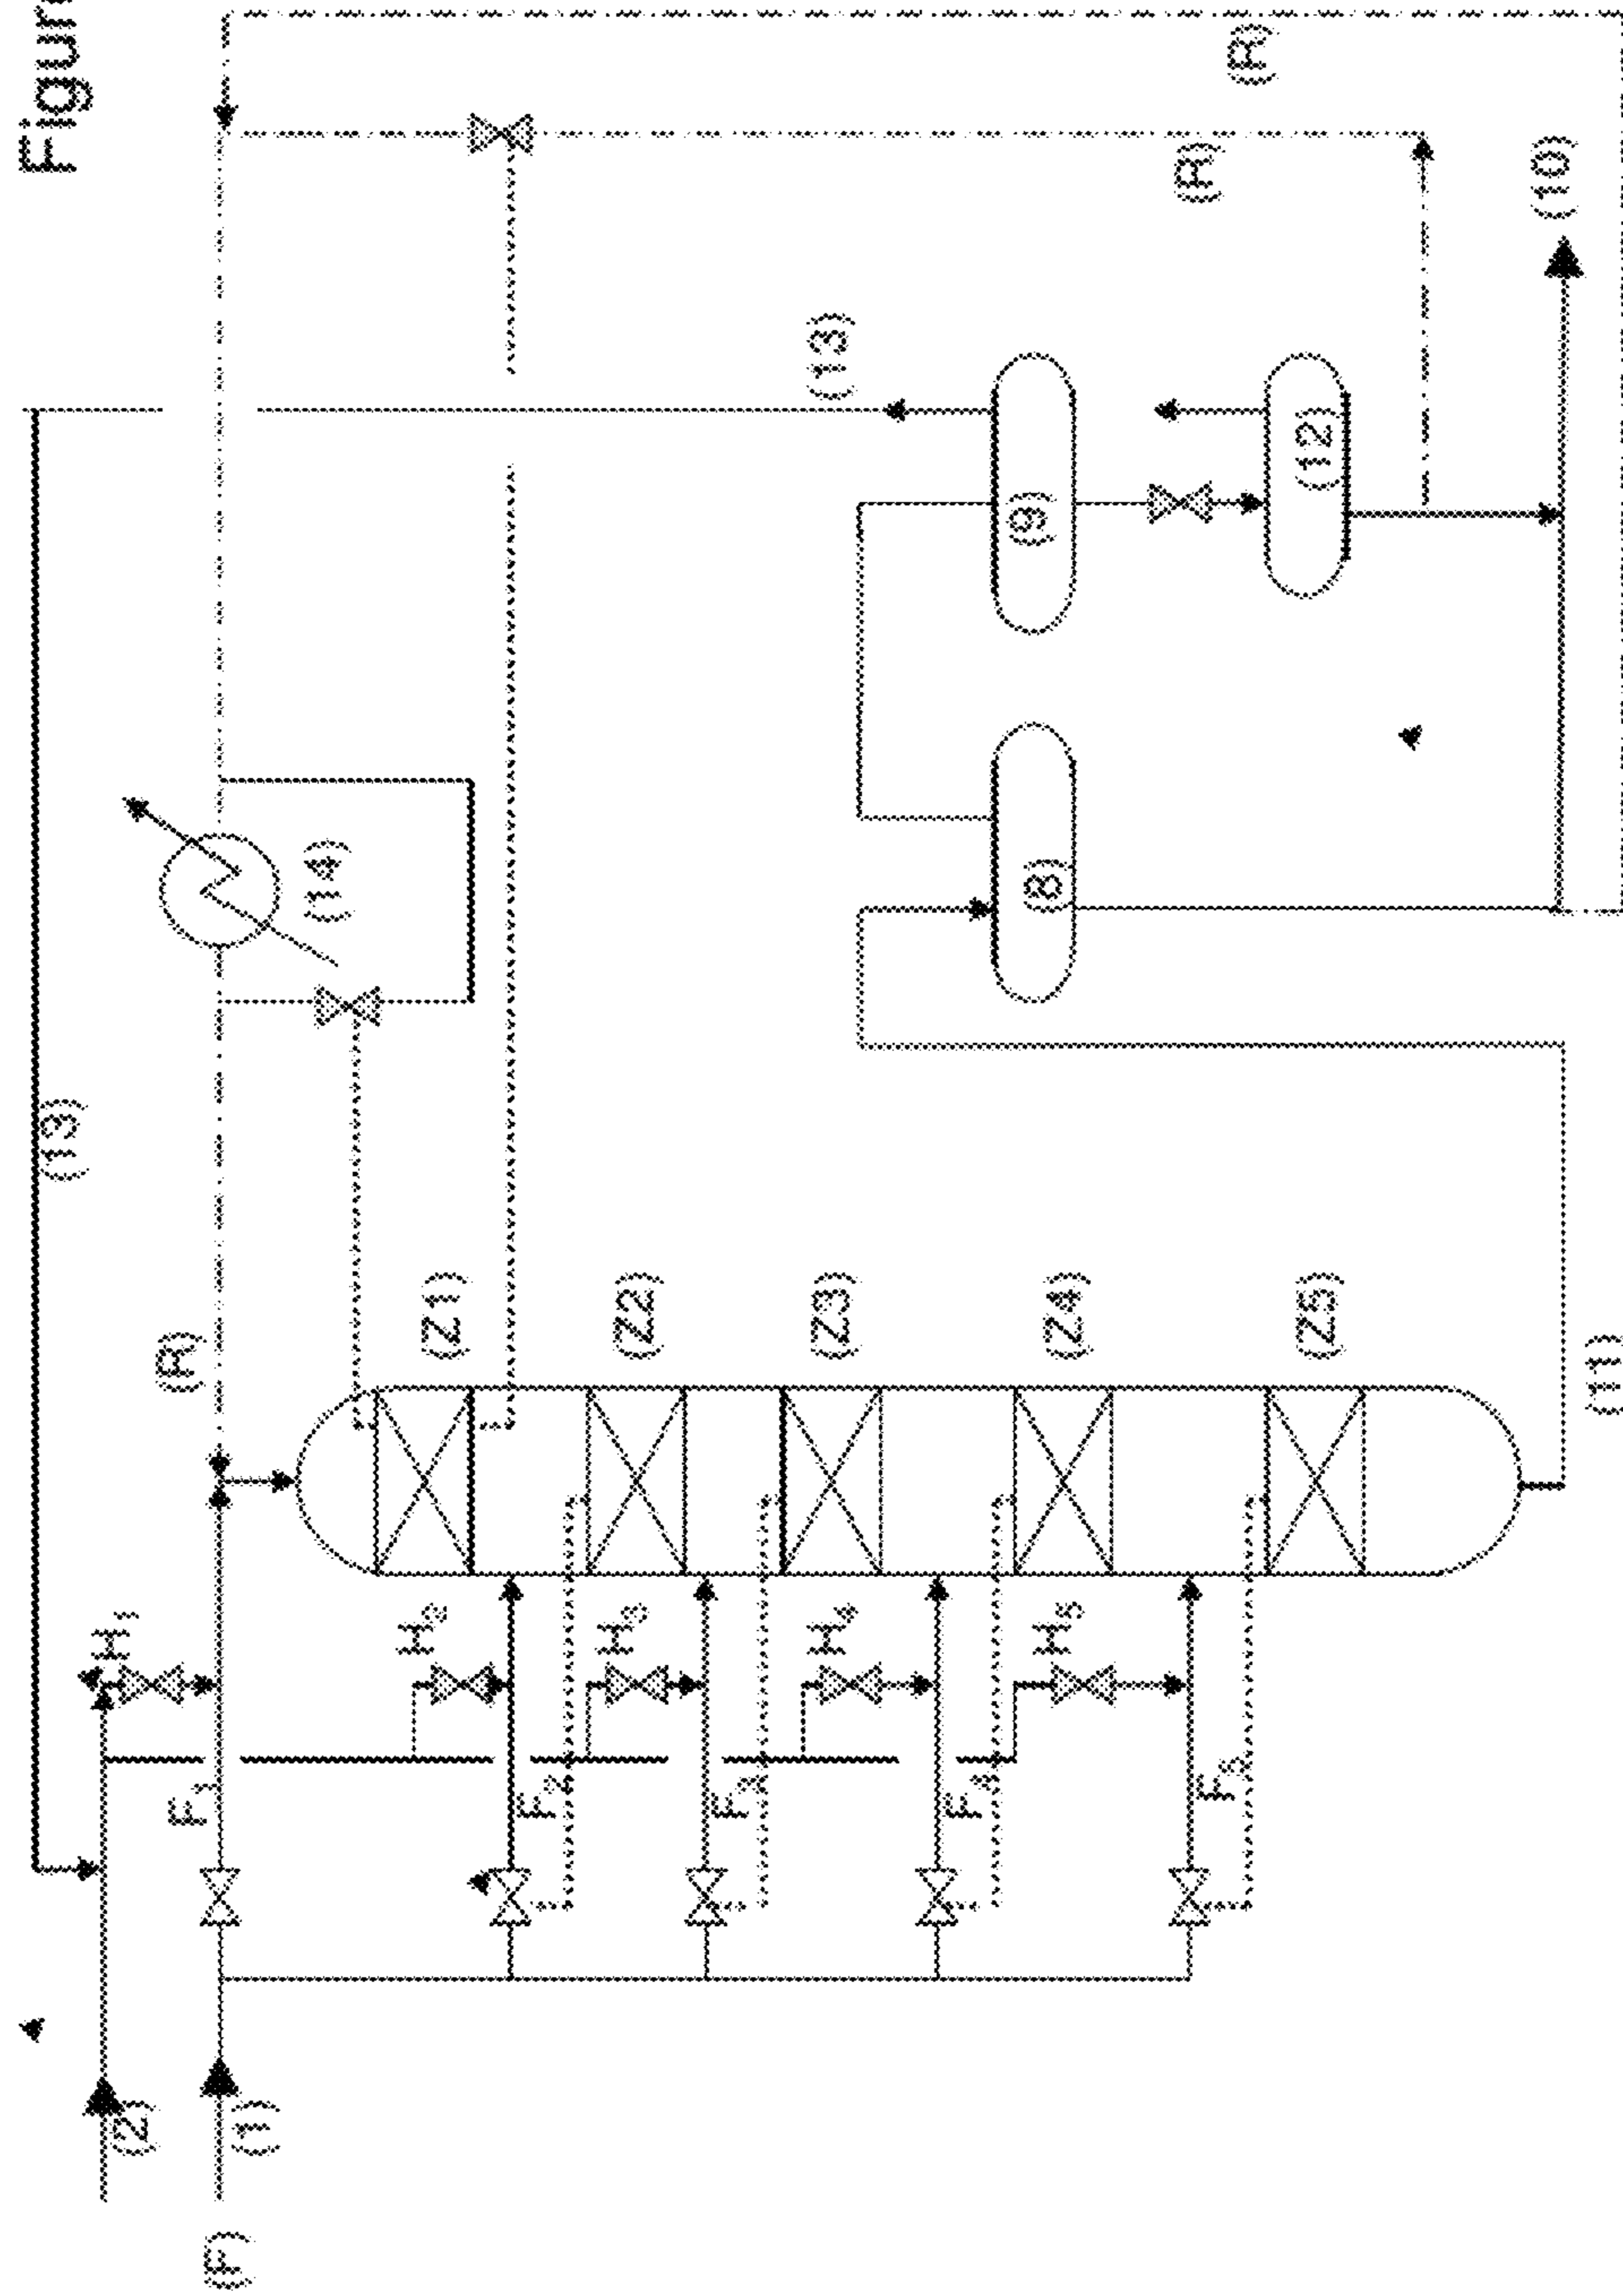 Figur
(13)
(2)
(F)
(1)
H1
F1
(R)
(14)
(R)
H2
F2
(Z1)
H3
F3
(Z2)
H4
F4
(Z3)
H5
F5
(Z4)
(Z5)
(13)
(8)
(9)
(12)
(R)
(10)
(11)